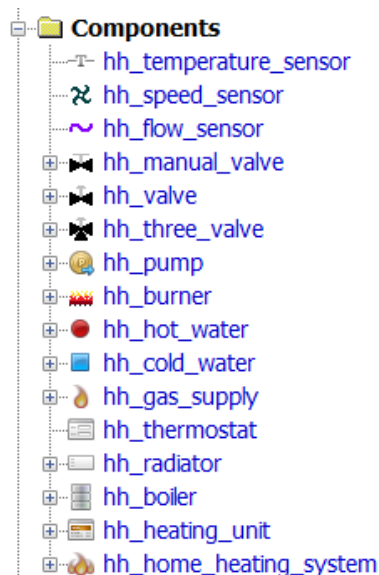 Components
hh_temperature_sensor
hh_speed_sensor
hh_flow_sensor
hh_manual_valve
hh_valve
hh_three_valve
hh_pump
hh_burner
hh_hot_water
hh_cold_water
hh_gas_supply
hh_thermostat
hh_radiator
hh_boiler
hh_heating_unit
hh_home_heating_system